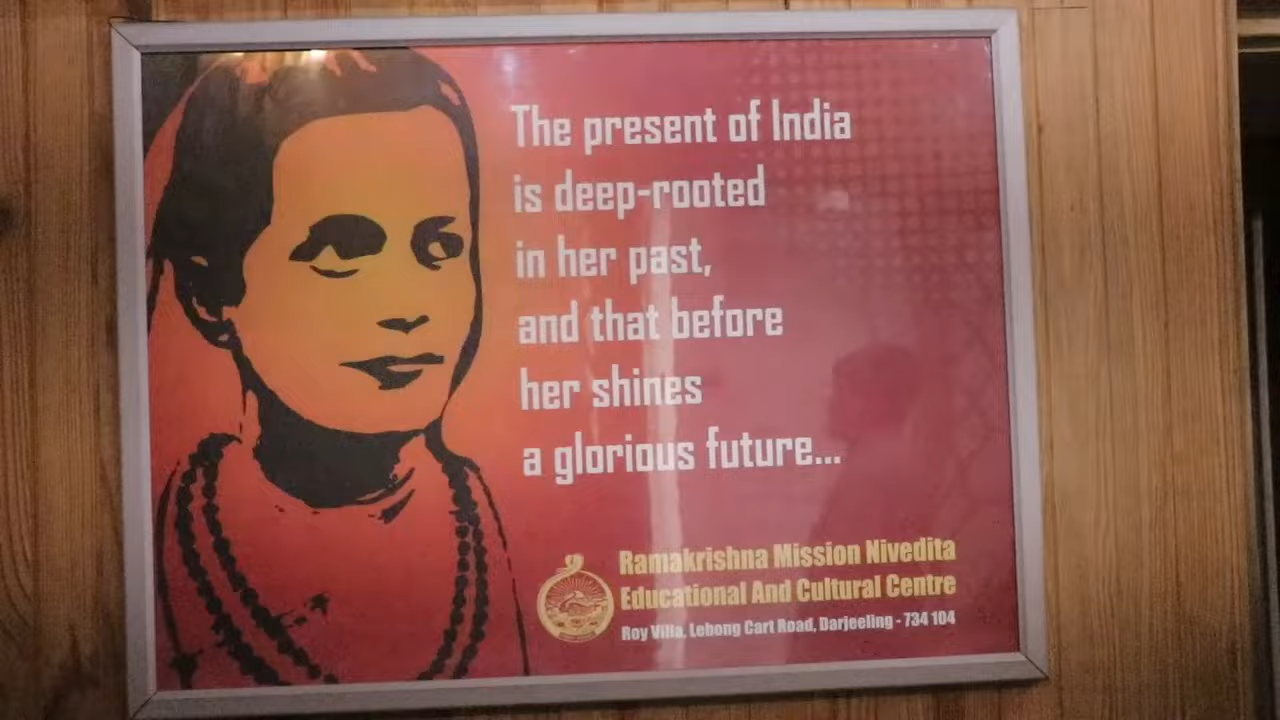 The present of India
is deep-rooted
in her past,
and that before
her shines
a glorious future...
Ramakrishna Mission Nivedita
Educational And Cultural Centre
Roy Villa, Lebong Cart Road, Darjeeling - 734 104